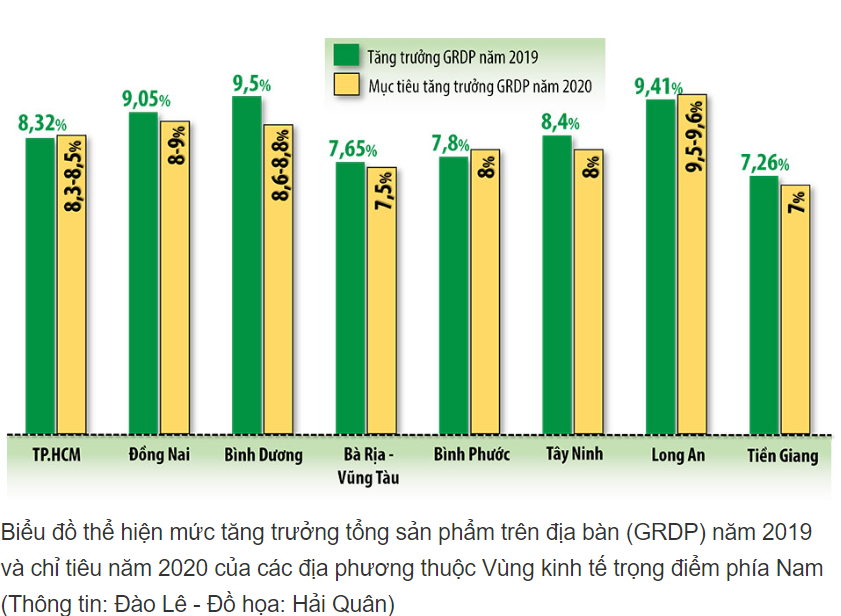 Tăng trưởng GRDP năm 2019
Mục tiêu tăng trưởng GRDP năm 2020
8,32%
8,3-8,5%
9,05%
8-9%
9,5%
8,6-8,8%
7,65%
7,5%
7,8%
8%
8,4%
8%
9,41%
9,5-9,6%
7,26%
7%
TP.HCM
Đồng Nai
Bình Dương
Bà Rịa -
Vũng Tàu
Bình Phước
Tây Ninh
Long An
Tiền Giang
Biểu đồ thể hiện mức tăng trưởng tổng sản phẩm trên địa bàn (GRDP) năm 2019
và chỉ tiêu năm 2020 của các địa phương thuộc Vùng kinh tế trọng điểm phía Nam
(Thông tin: Đào Lê - Đồ họa: Hải Quân)